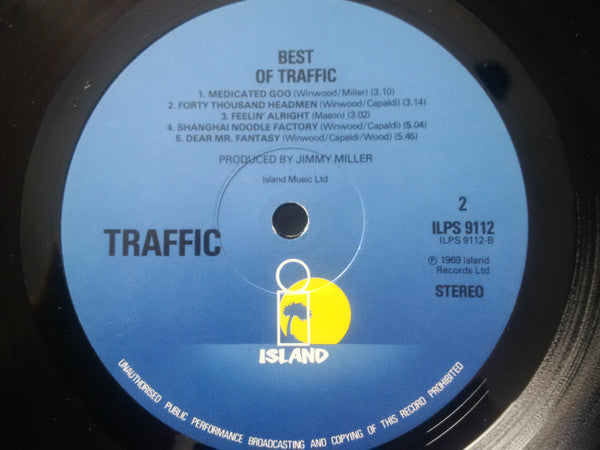 BEST
OF TRAFFIC
1. MEDICATED GOO (Winwood/Miller) (3.10)
2. FORTY THOUSAND HEADMEN (Winwood/Capaldi) (3.14)
3. FEELIN' ALRIGHT (Mason) (3.02)
4. SHANGHAI NOODLE FACTORY (Winwood/Capaldi) (5.04)
5. DEAR MR. FANTASY (Winwood/Capaldi/Wood) (5.45)
PRODUCED BY JIMMY MILLER
Island Music Ltd
2
ILPS 9112
ILPS 9112-B
TRAFFIC
℗ 1969 Island
Records Ltd
STEREO
ISLAND
UNAUTHORISED PUBLIC PERFORMANCE BROADCASTING AND COPYING OF THIS RECORD PROHIBITED